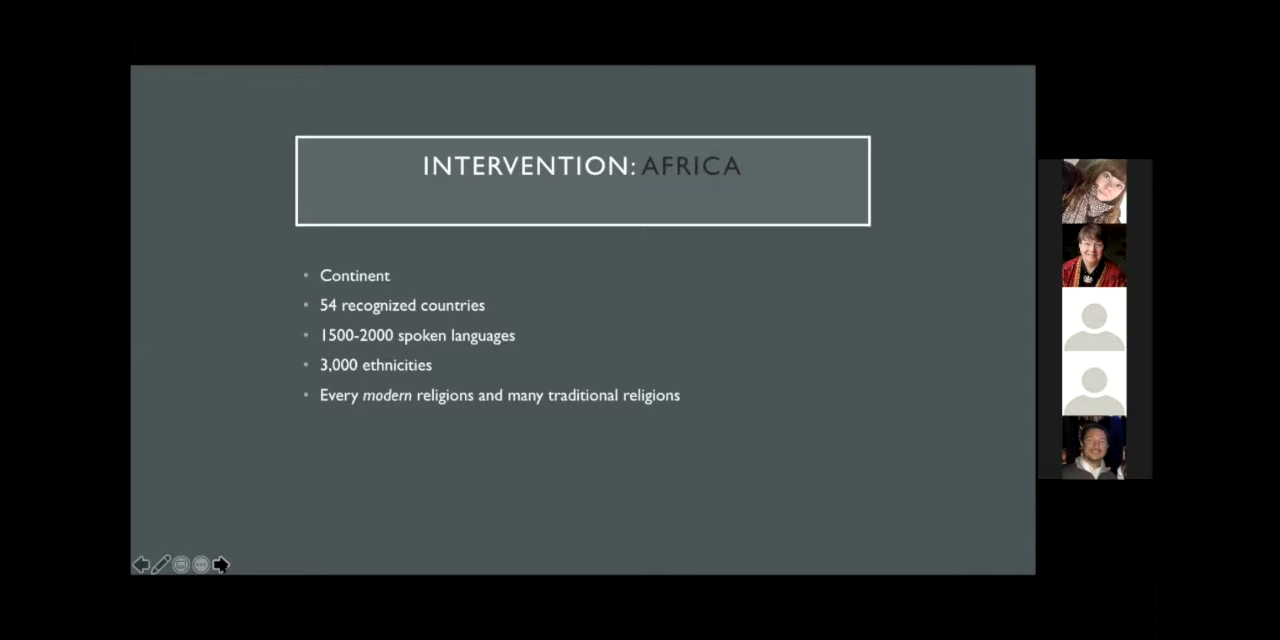 INTERVENTION: AFRICA
Continent
54 recognized countries
1500-2000 spoken languages
3,000 ethnicities
Every modern religions and many traditional religions